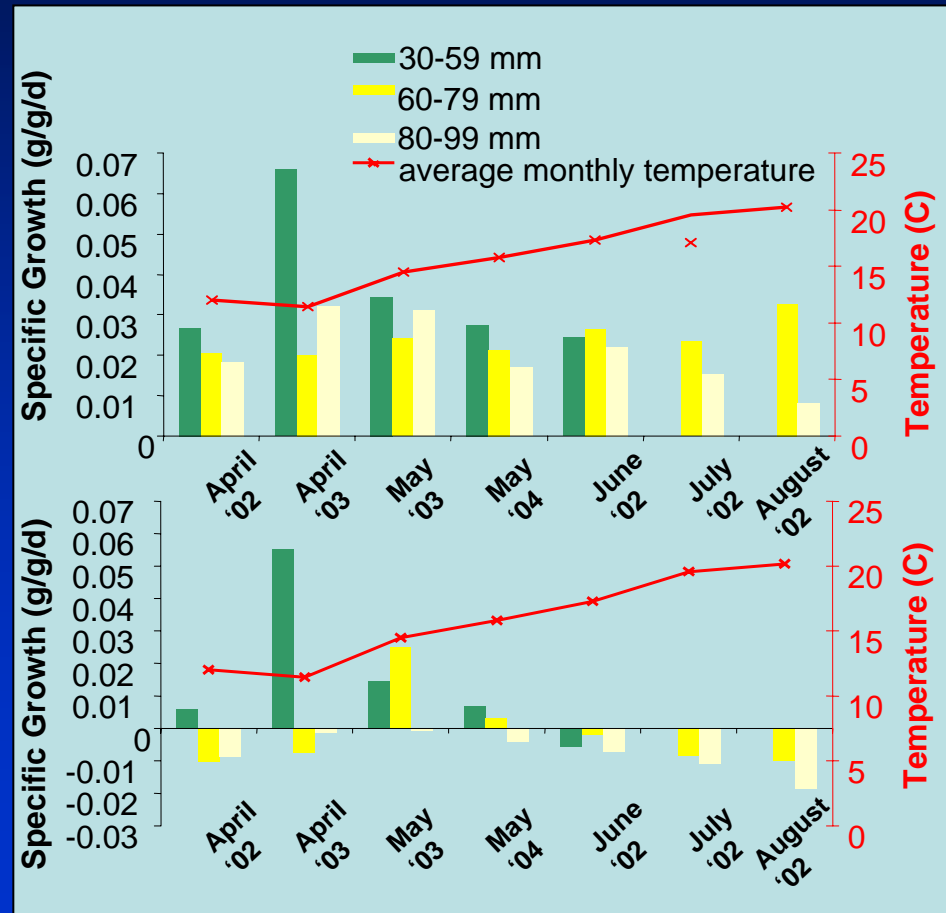 30-59 mm
60-79 mm
80-99 mm
average monthly temperature
Specific Growth (g/g/d)
0.07
0.06
0.05
0.04
0.03
0.02
0.01
0
25
20
15
10
5
0
Temperature (C)
April ‘02
April ‘03
May ‘03
May ‘04
June ‘02
July ‘02
August ‘02
Specific Growth (g/g/d)
0.07
0.06
0.05
0.04
0.03
0.02
0.01
0
-0.01
-0.02
-0.03
25
20
15
10
5
0
Temperature (C)
April ‘02
April ‘03
May ‘03
May ‘04
June ‘02
July ‘02
August ‘02